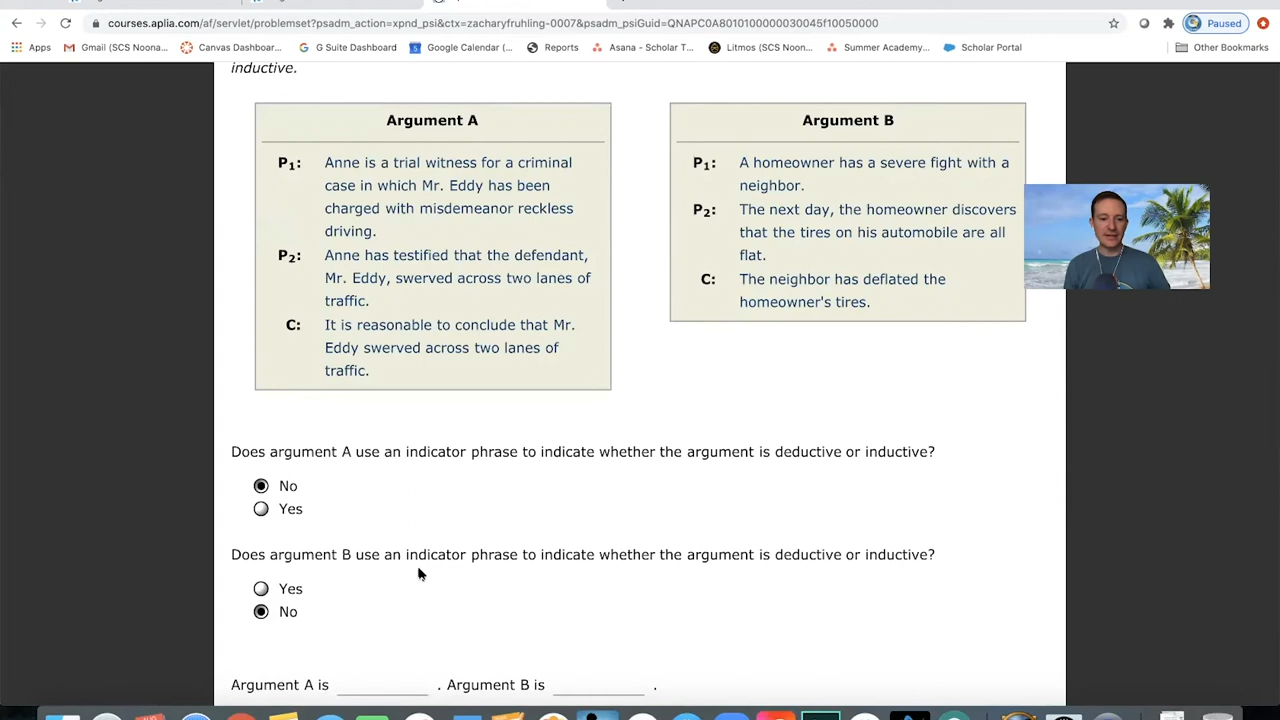 courses.aplia.com/af/servlet/problemset?psadm_action=xpnd_psi&ctx=zacharyfruhling-0007&psadm_psiGuid=QNAPC0A8010100000030045f10050000
Paused
Apps Gmail (SCS Noona... Canvas Dashboar... G Suite Dashboard Google Calendar (... Reports Asana - Scholar T... Litmos (SCS Noon... Summer Academy... Scholar Portal Other Bookmarks
inductive.
Argument A
P1: Anne is a trial witness for a criminal
case in which Mr. Eddy has been
charged with misdemeanor reckless
driving.
P2: Anne has testified that the defendant,
Mr. Eddy, swerved across two lanes of
traffic.
C: It is reasonable to conclude that Mr.
Eddy swerved across two lanes of
traffic.
Argument B
P1: A homeowner has a severe fight with a
neighbor.
P2: The next day, the homeowner discovers
that the tires on his automobile are all
flat.
C: The neighbor has deflated the
homeowner's tires.
Does argument A use an indicator phrase to indicate whether the argument is deductive or inductive?
No
Yes
Does argument B use an indicator phrase to indicate whether the argument is deductive or inductive?
Yes
No
Argument A is . Argument B is .